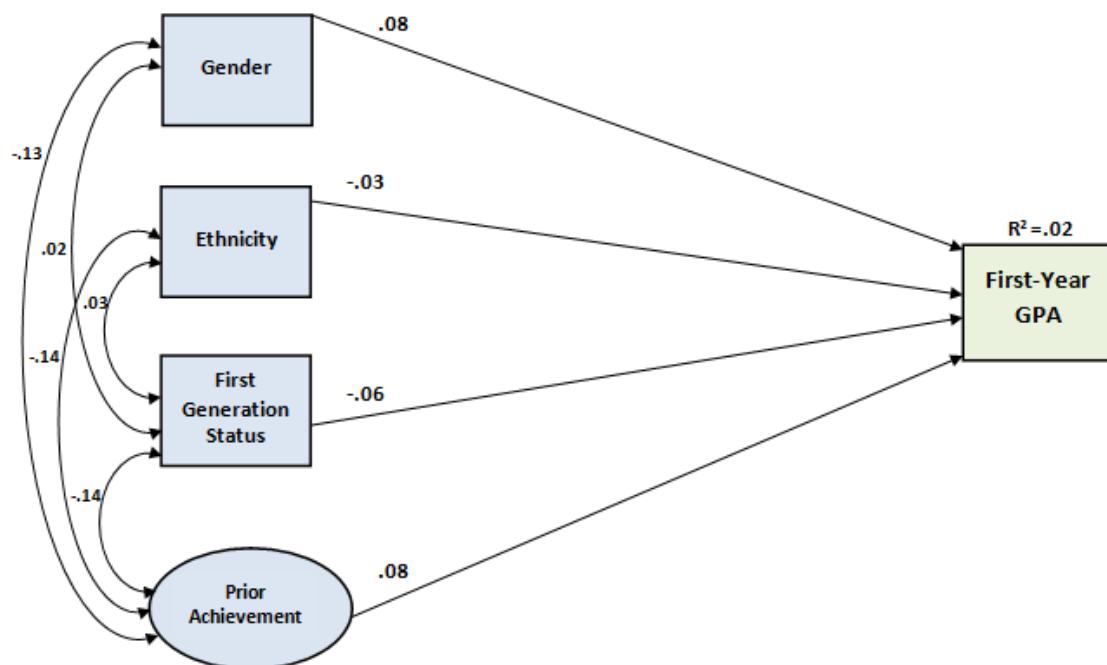 .08
Gender
-.13
-.03
Ethnicity
.02
R² =.02
First-Year
GPA
.03
-.14
First
Generation
Status
-.06
-.14
.08
Prior
Achievement